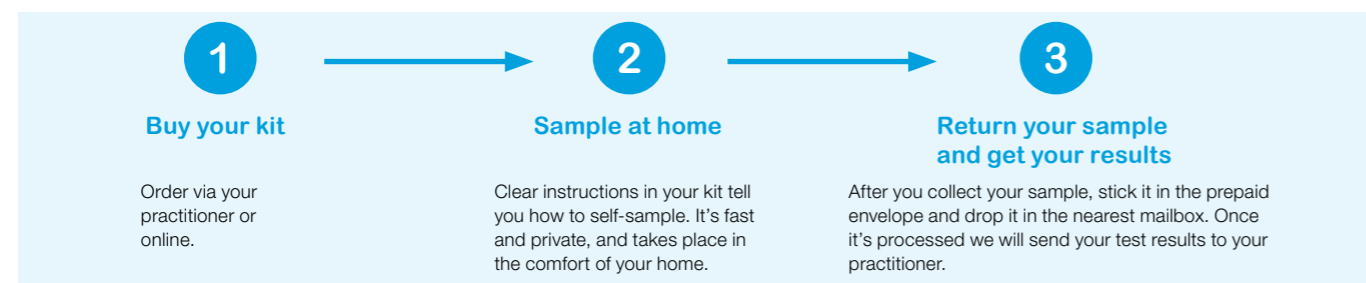 1
Buy your kit
Order via your
practitioner or
online.
2
Sample at home
Clear instructions in your kit tell
you how to self-sample. It's fast
and private, and takes place in
the comfort of your home.
3
Return your sample
and get your results
After you collect your sample, stick it in the prepaid
envelope and drop it in the nearest mailbox. Once
it's processed we will send your test results to your
practitioner.